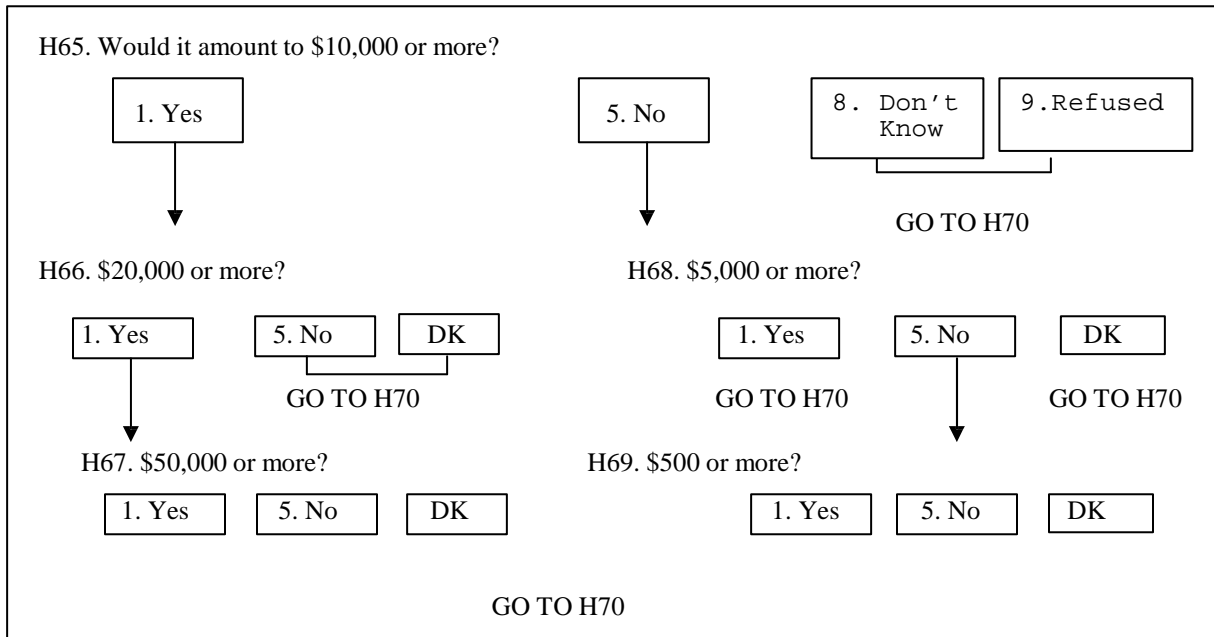 H65. Would it amount to $10,000 or more?
1. Yes
5. No
8. Don't
Know
9.Refused
GO TO H70
H66. $20,000 or more?
H68. $5,000 or more?
1. Yes
5. No
DK
1. Yes
5. No
DK
GO TO H70
GO TO H70
GO TO H70
H67. $50,000 or more?
H69. $500 or more?
1. Yes
5. No
DK
1. Yes
5. No
DK
GO TO H70